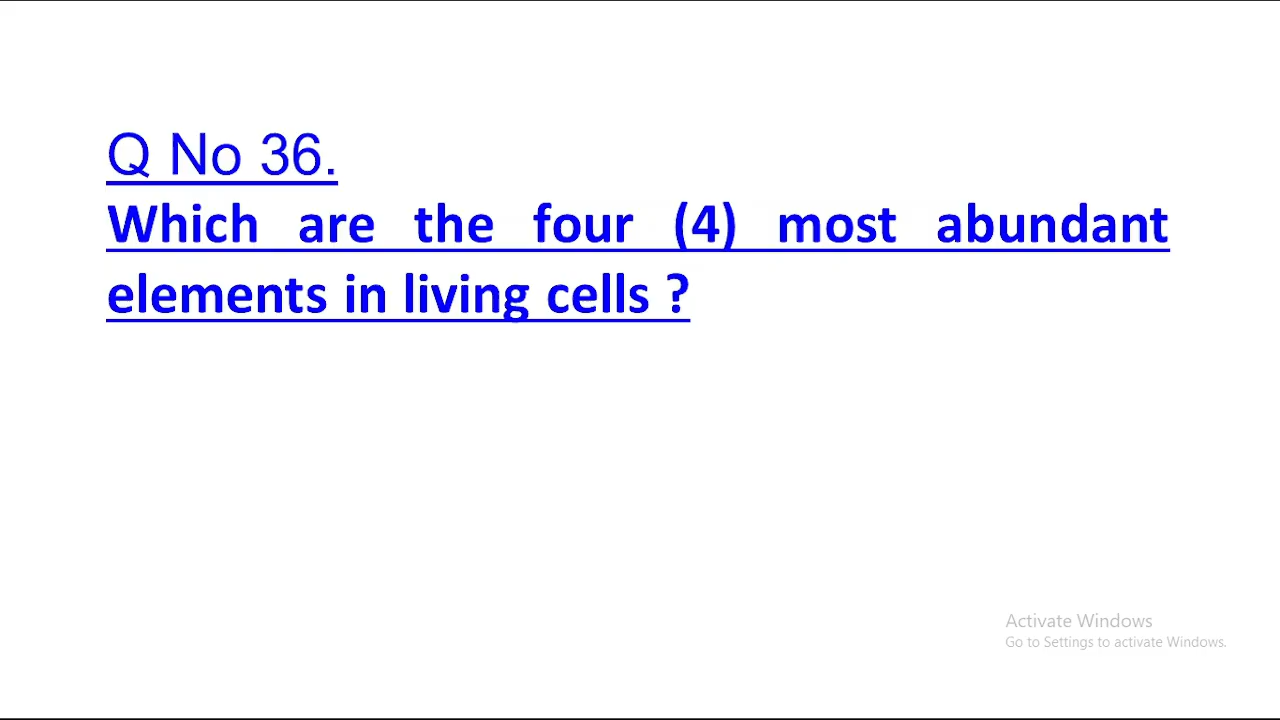 Q No 36.
Which are the four (4) most abundant
elements in living cells ?
Activate Windows
Go to Settings to activate Windows.